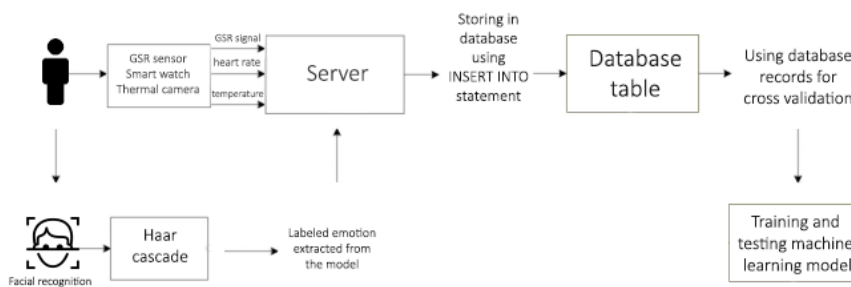 GSR sensor
Smart watch
Thermal camera
GSR signal
heart rate
temperature
Server
Storing in
database
using
INSERT INTO
statement
Database
table
Using database
records for
cross validation
Facial recognition
Haar
cascade
Labeled emotion
extracted from
the model
Training and
testing machine
learning model